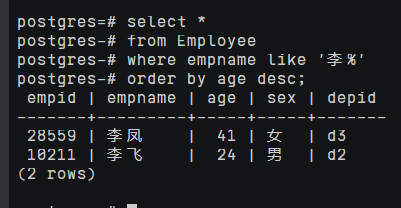 postgres=# select *
postgres-# from Employee
postgres-# where empname like '李%'
postgres-# order by age desc;
 empid | empname | age | sex | depid
-------+---------+-----+-----+-------
 28559 | 李凤    |  41 | 女  | d3
 10211 | 李飞    |  24 | 男  | d2
(2 rows)